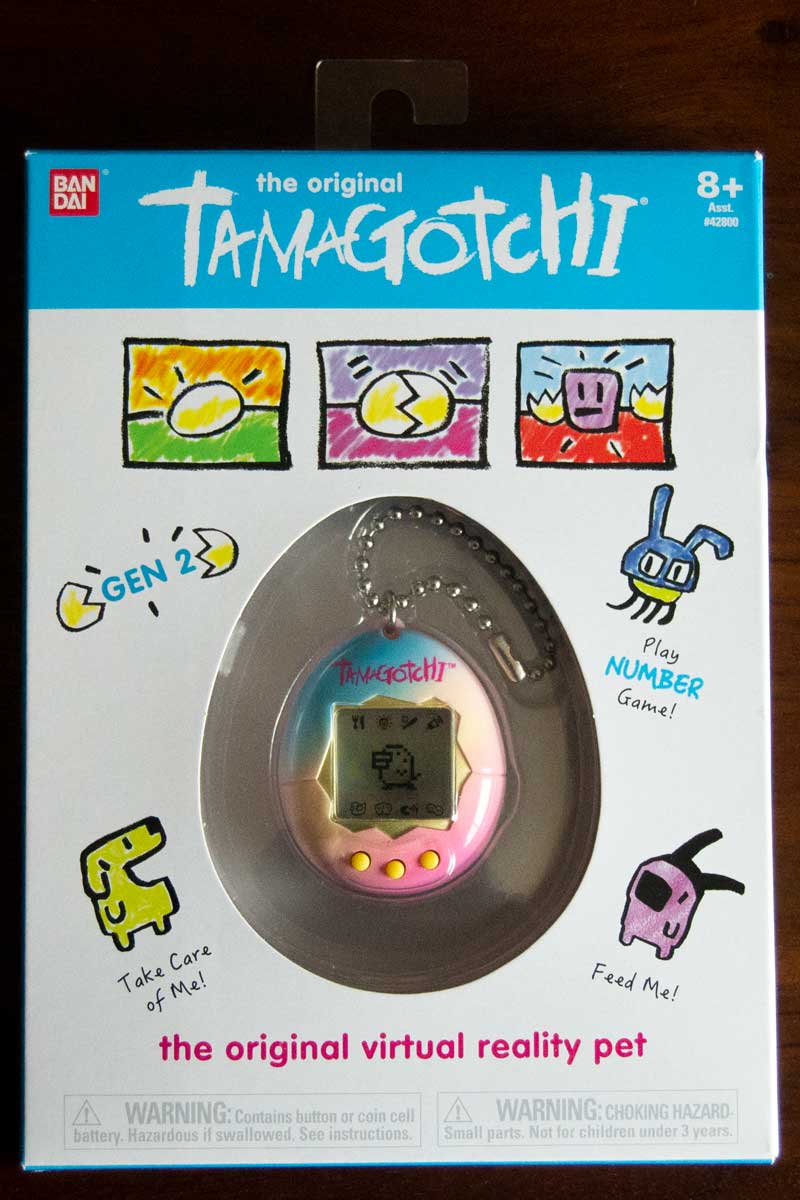 BAN
DAI
the original
TAMAGOTCHI®
8+
Asst.
#42800
GEN 2
Play
NUMBER
Game!
TAMAGOTCHI™
Take Care
of Me!
Feed Me!
the original virtual reality pet
WARNING: Contains button or coin cell
battery. Hazardous if swallowed. See instructions.
WARNING: CHOKING HAZARD-
Small parts. Not for children under 3 years.